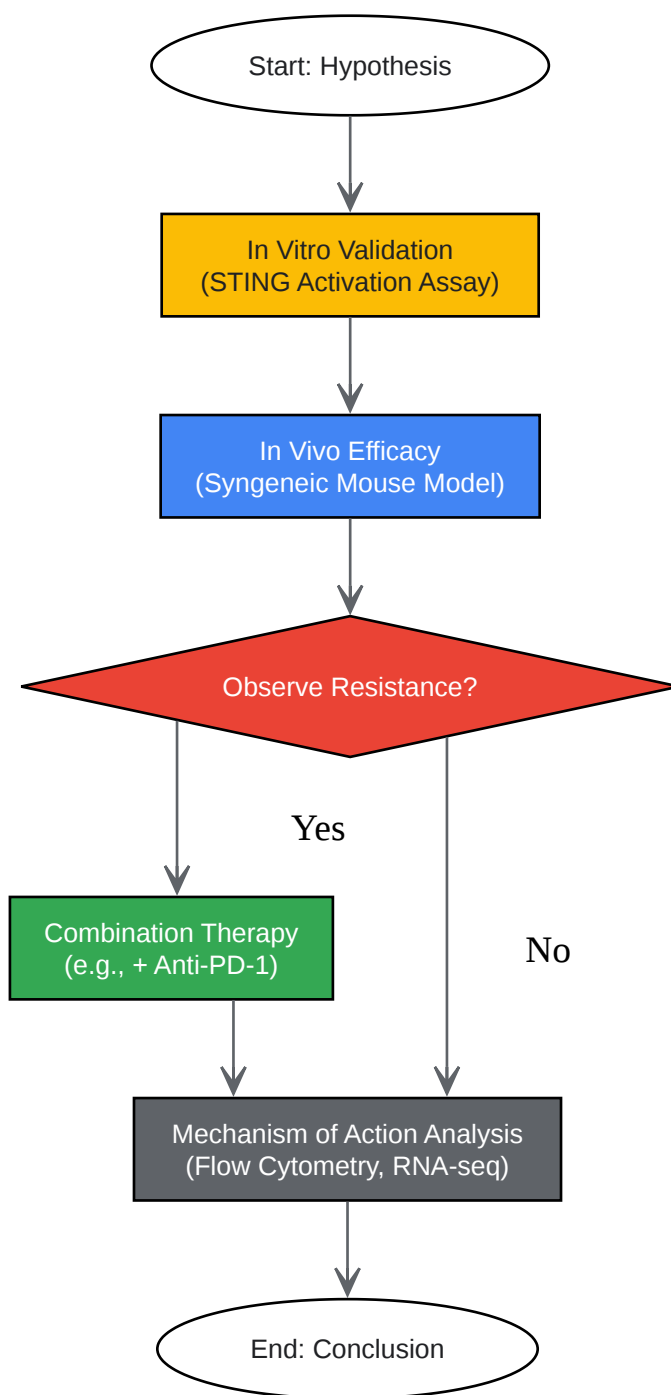 Start: Hypothesis
In Vitro Validation
(STING Activation Assay)
In Vivo Efficacy
(Syngeneic Mouse Model)
Observe Resistance?
Yes
Combination Therapy
(e.g., + Anti-PD-1)
No
Mechanism of Action Analysis
(Flow Cytometry, RNA-seq)
End: Conclusion